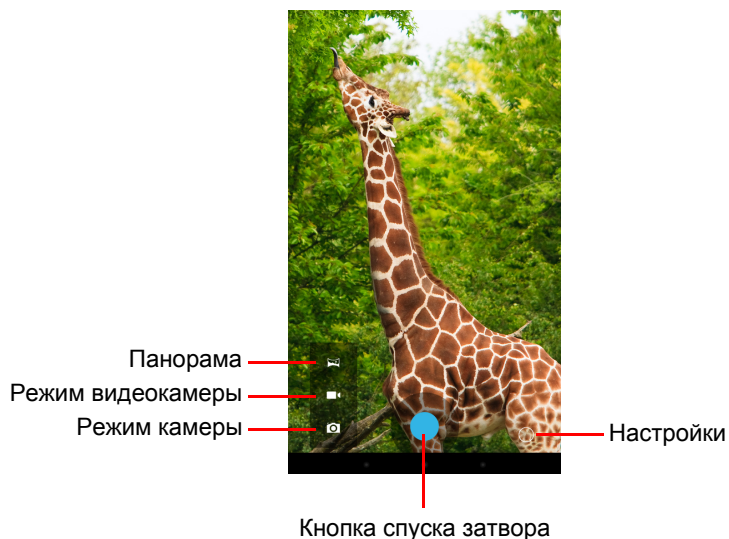 Панорама
Режим видеокамеры
Режим камеры
Настройки
Кнопка спуска затвора